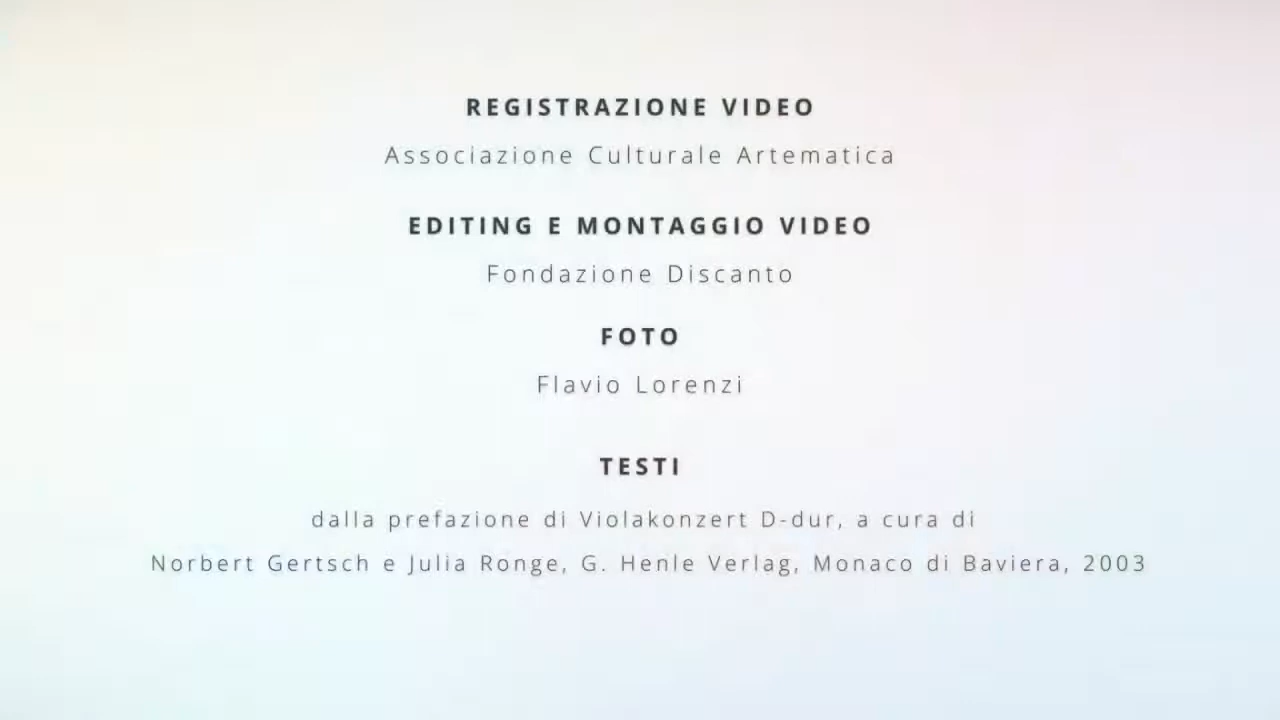 REGISTRAZIONE VIDEO
Associazione Culturale Artematica
EDITING E MONTAGGIO VIDEO
Fondazione Discanto
FOTO
Flavio Lorenzi
TESTI
dalla prefazione di Violakonzert D-dur, a cura di
Norbert Gertsch e Julia Ronge, G. Henle Verlag, Monaco di Baviera, 2003